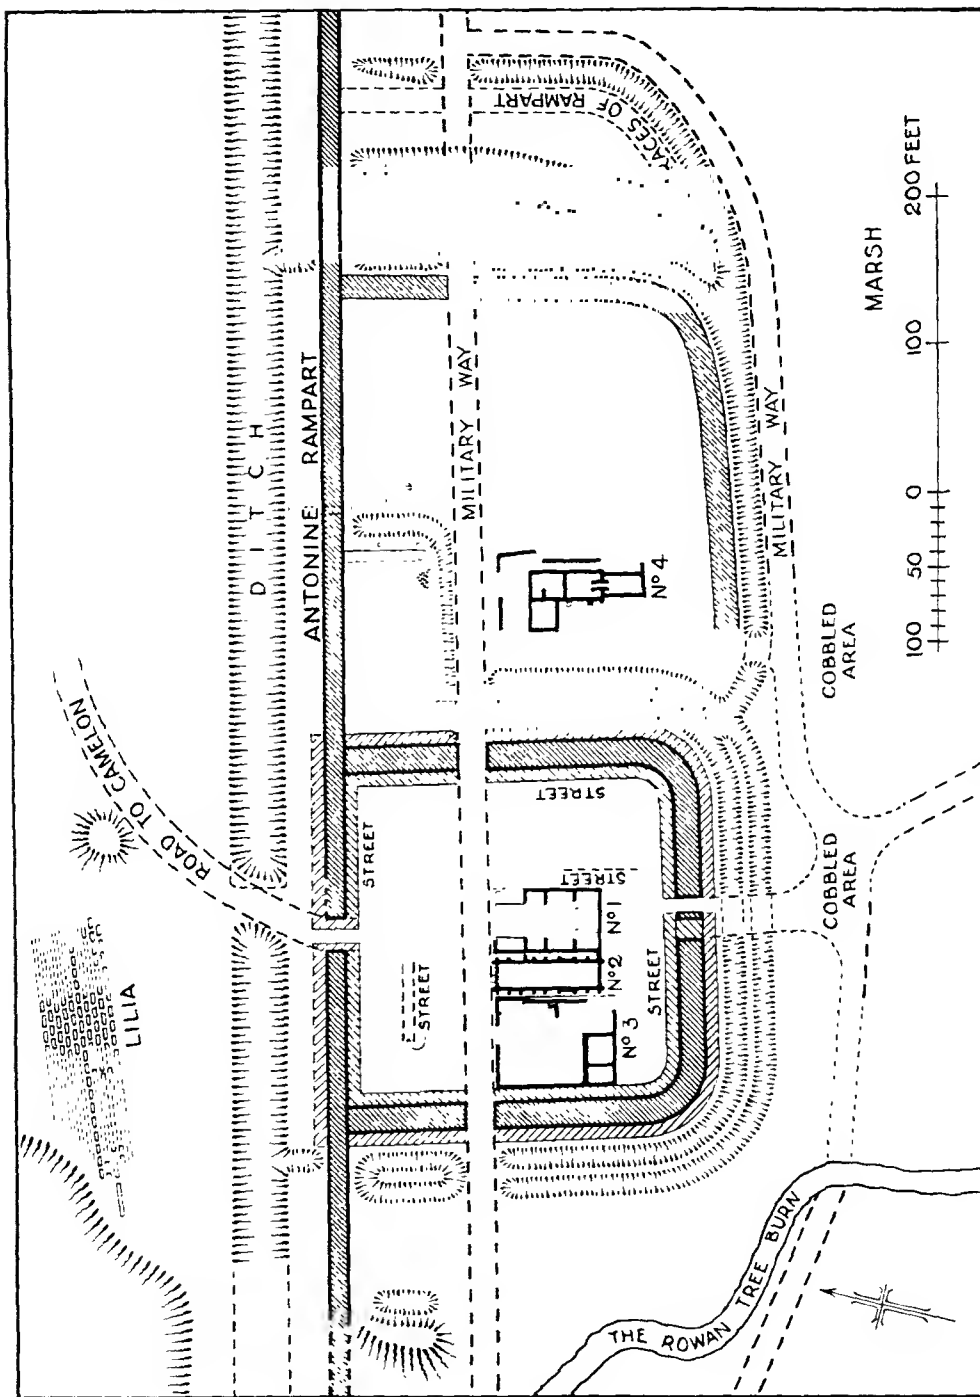 LILIA
ROAD TO CAMELON
DITCH
ANTONINE RAMPART
STREET
STREET
MILITARY WAY
RAMPART
RACES OF
STREET
STREET
STREET
Nº 1
Nº 2
Nº 3
Nº 4
MILITARY WAY
COBBLED
AREA
COBBLED
AREA
MARSH
THE ROWAN TREE BURN
100 50 0 100 200 FEET